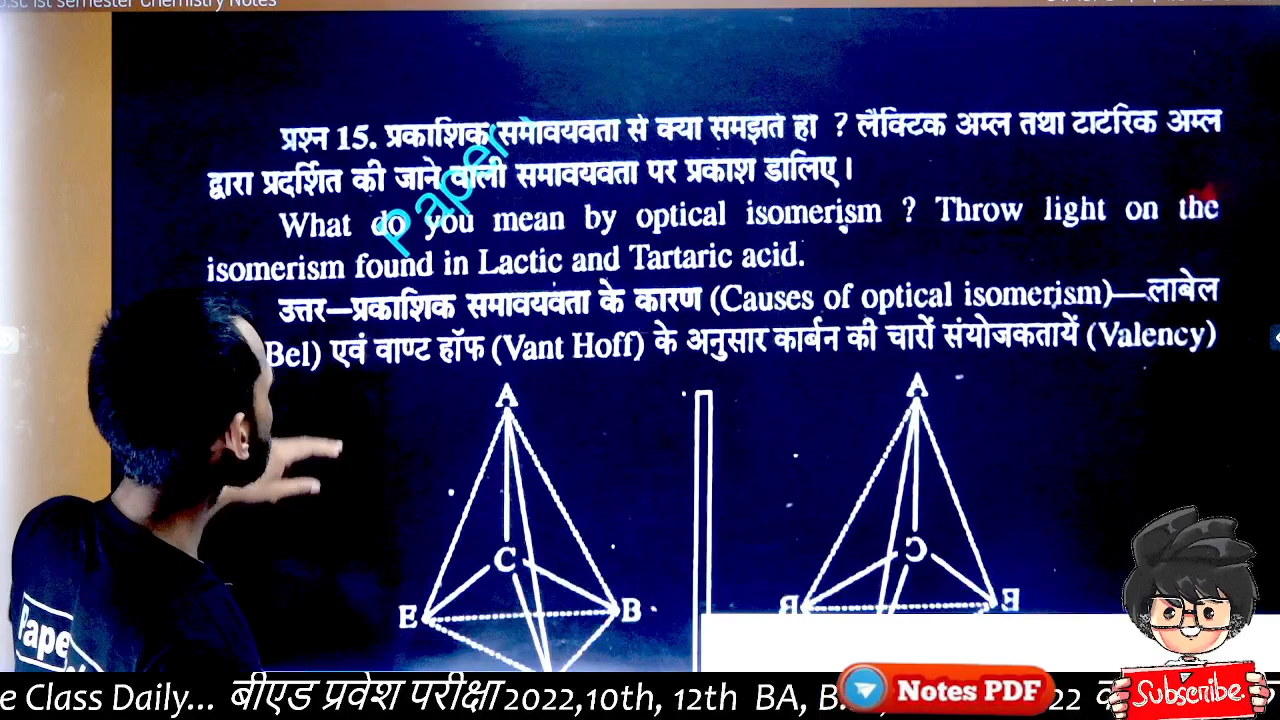 .sc Ist semester Chemistry Notes
प्रश्न 15. प्रकाशिक समावयवता से क्या समझते हो ? लैक्टिक अम्ल तथा टार्टरिक अम्ल
द्वारा प्रदर्शित की जाने वाली समावयवता पर प्रकाश डालिए।
What do you mean by optical isomerism ? Throw light on the
isomerism found in Lactic and Tartaric acid.
उत्तर—प्रकाशिक समावयवता के कारण (Causes of optical isomerism)—लाबेल
Bel) एवं वाण्ट हॉफ (Vant Hoff) के अनुसार कार्बन की चारों संयोजकतायें (Valency)
Paper
A A
C C
E B B E
Pape
e Class Daily... बीएड प्रवेश परीक्षा 2022,10th, 12th BA, B.
Notes PDF
22
Subscribe